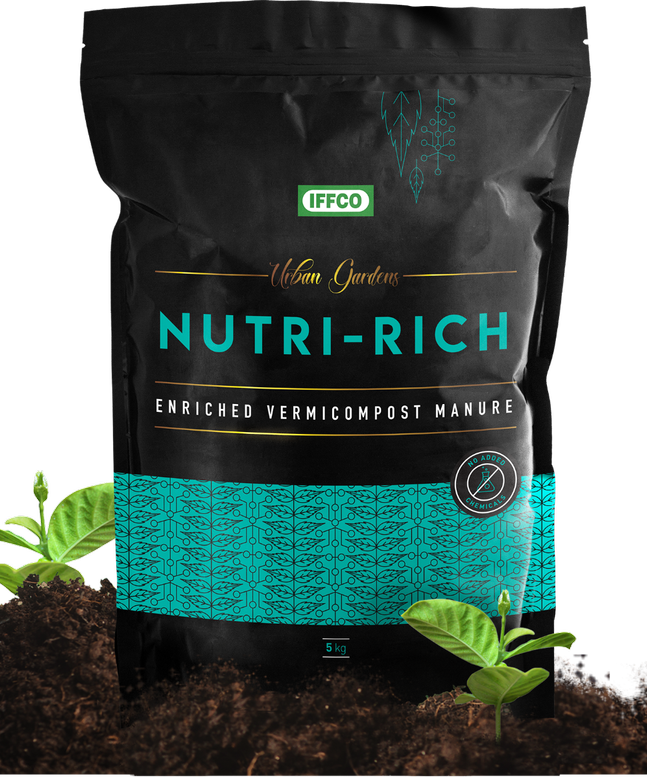 IFFCO
Urban Gardens
NUTRI-RICH
ENRICHED VERMICOMPOST MANURE
NO ADDED
CHEMICALS
5 kg